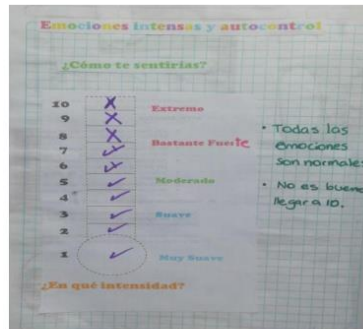 Emociones intensas y autocontrol
¿Cómo te sentirías?
10
9 Extremo
8
7 Bastante Fuerte
6
5 Moderado
4
3 Suave
2
1 Muy Suave
• Todas las
emociones
son normales
• No es bueno
llegar a 10.
¿En qué intensidad?